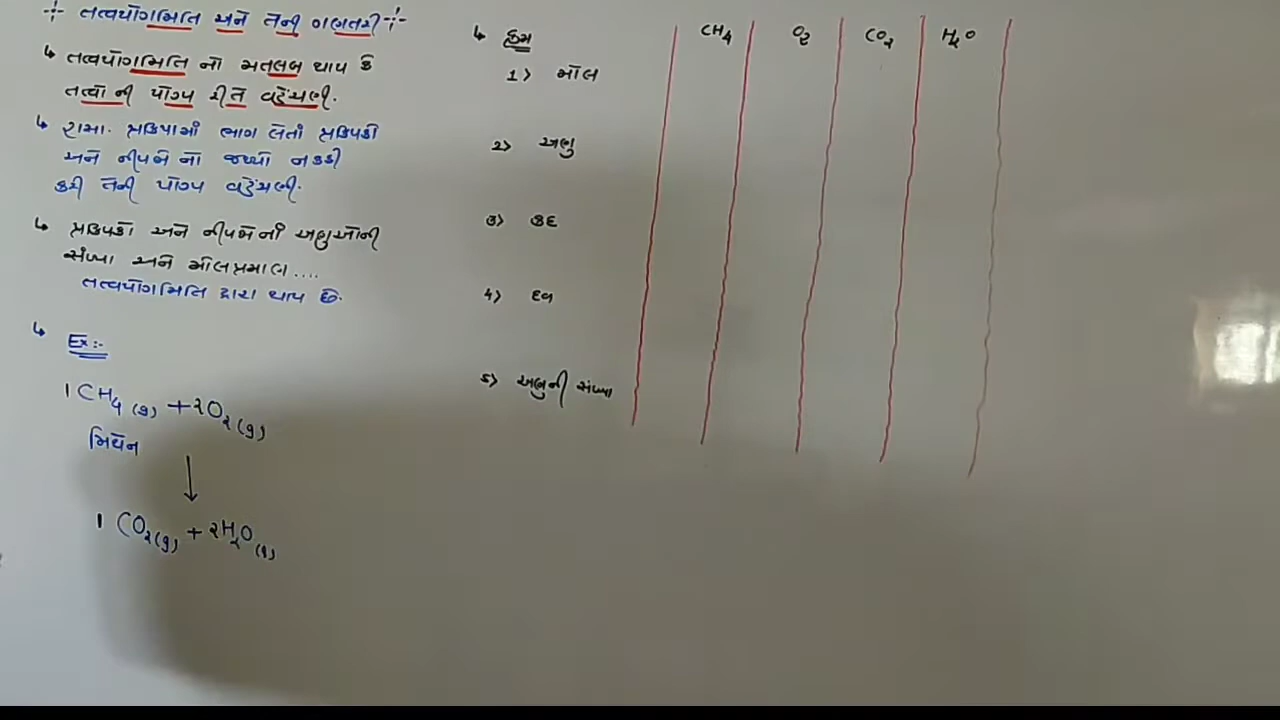 -:- તત્વયોગમિતિ અને તેની ગણતરી -:-
↳ તત્વયોગમિતિ નો મતલબ થાય કે
તત્વો ની યોગ્ય રીતે વહેંચણી.
↳ રાસા. પ્રક્રિયામાં ભાગ લેતાં પ્રક્રિયકો
અને નીપજો નો જથ્થો નક્કી
કરી તેની યોગ્ય વહેંચણી.
↳ પ્રક્રિયકો અને નીપજોનાં અણુઓની
સંખ્યા અને મોલપ્રમાણ....
તત્વયોગમિતિ દ્વારા થાય છે.
↳ Ex :-
1 CH₄ (g) + 2O₂ (g)
મિથેન
↓
1 CO₂ (g) + 2H₂O (g)
↳ ક્રમ CH₄ O₂ CO₂ H₂O
1) મોલ
2) અણુ
3) કદ
4) દળ
5) અણુની સંખ્યા